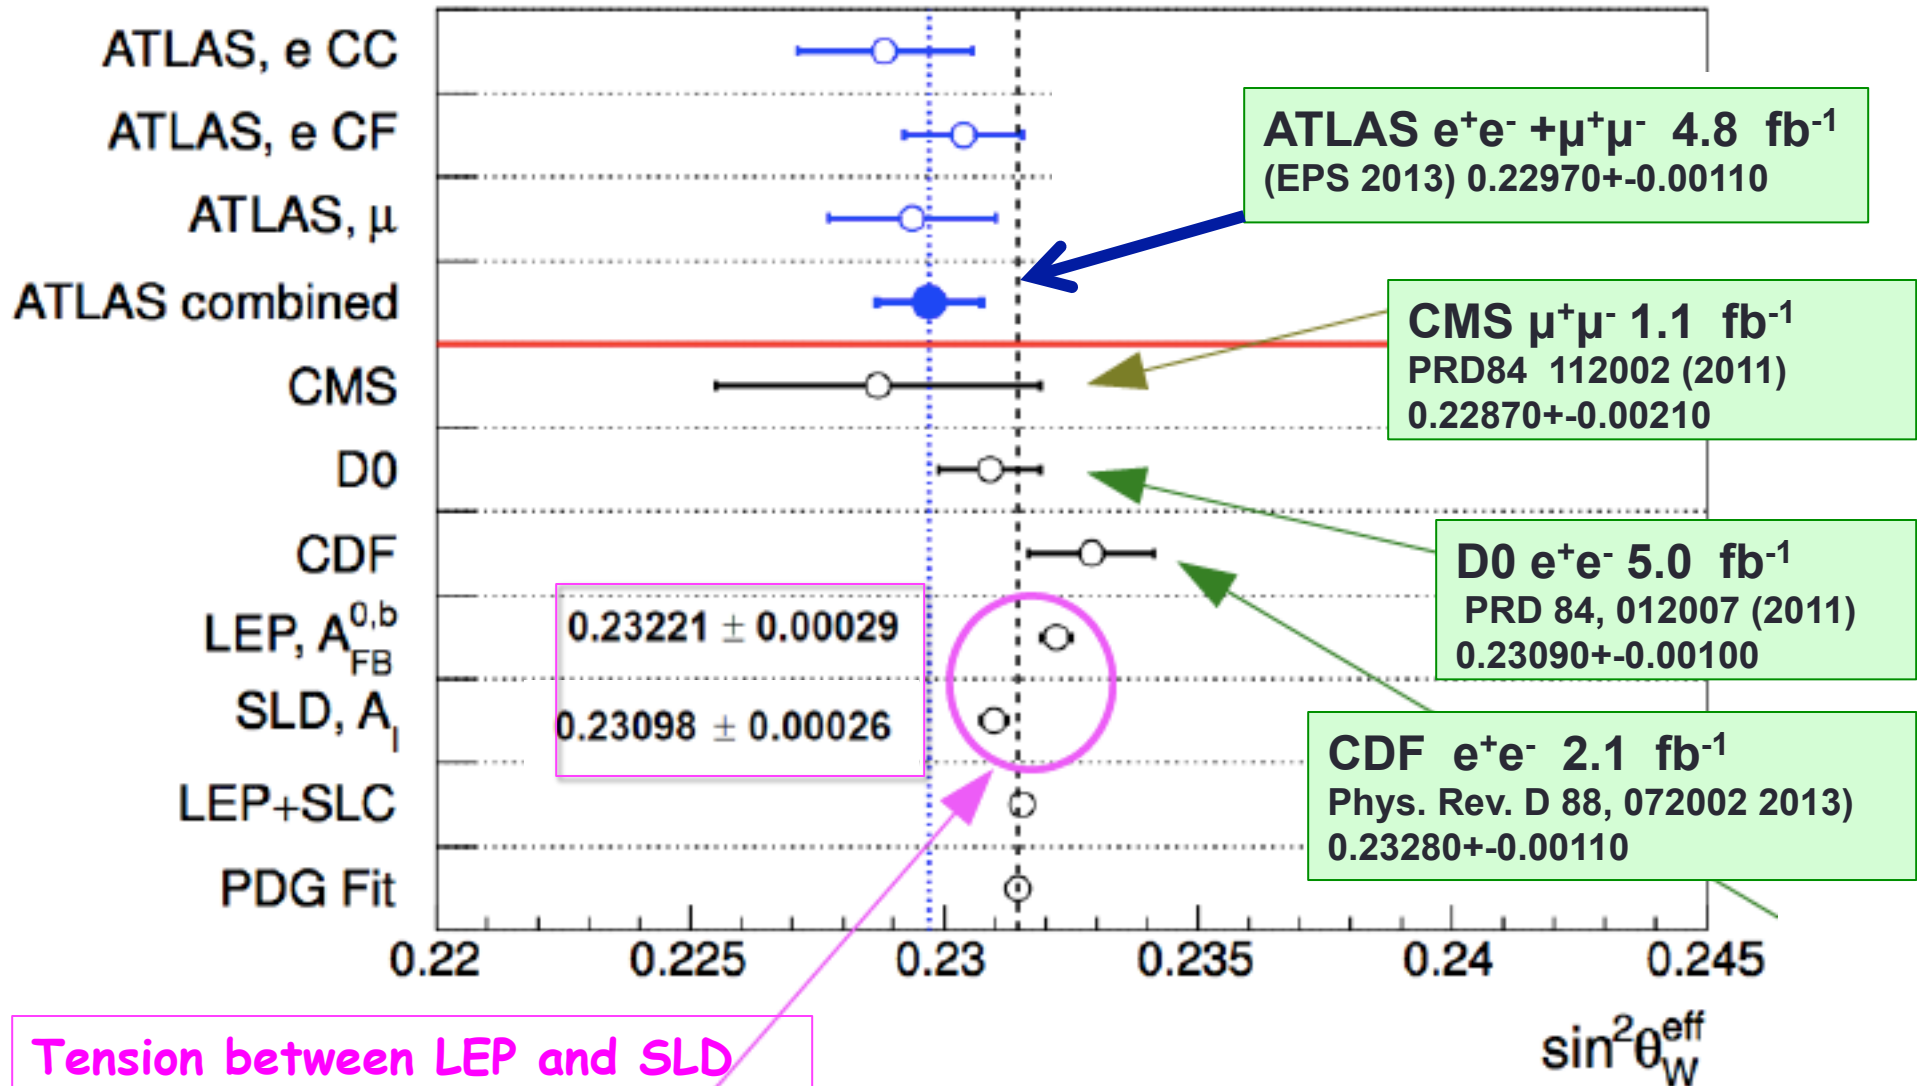 ATLAS, e CC
ATLAS, e CF
ATLAS, μ
ATLAS combined
CMS
D0
CDF
LEP, A^{0,b}_{FB}
SLD, A_l
LEP+SLC
PDG Fit
ATLAS e⁺e⁻ +μ⁺μ⁻ 4.8 fb⁻¹
(EPS 2013) 0.22970+-0.00110
CMS μ⁺μ⁻ 1.1 fb⁻¹
PRD84 112002 (2011)
0.22870+-0.00210
D0 e⁺e⁻ 5.0 fb⁻¹
PRD 84, 012007 (2011)
0.23090+-0.00100
CDF e⁺e⁻ 2.1 fb⁻¹
Phys. Rev. D 88, 072002 2013)
0.23280+-0.00110
0.23221 ± 0.00029
0.23098 ± 0.00026
0.22 0.225 0.23 0.235 0.24 0.245
sin²θ^{eff}_W
Tension between LEP and SLD